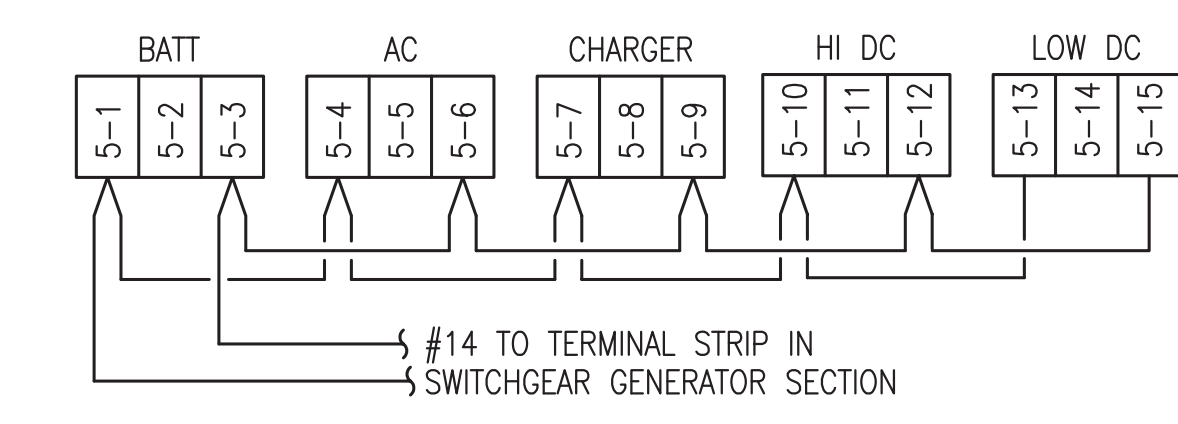 BATT AC CHARGER HI DC LOW DC
5-1 5-2 5-3 5-4 5-5 5-6 5-7 5-8 5-9 5-10 5-11 5-12 5-13 5-14 5-15
#14 TO TERMINAL STRIP IN
SWITCHGEAR GENERATOR SECTION